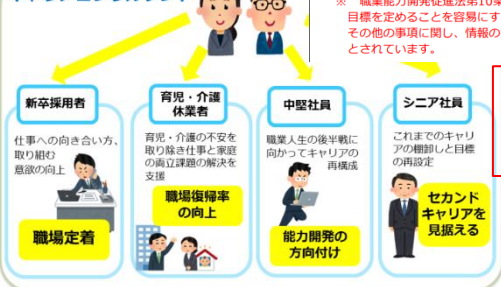 ※ 職業能力開発促進法第10条
目標を定めることを容易にす
その他の事項に関し、情報の
とされています。
新卒採用者
仕事への向き合い方、
取り組む
意欲の向上
職場定着
育児・介護
休業者
育児・介護の不安を
取り除き仕事と家庭
の両立課題の解決を
支援
職場復帰率
の向上
中堅社員
職業人生の後半戦に
向かってキャリアの
再構成
能力開発の
方向付け
シニア社員
これまでのキャリ
アの棚卸しと目標
の再設定
セカンド
キャリアを
見据える